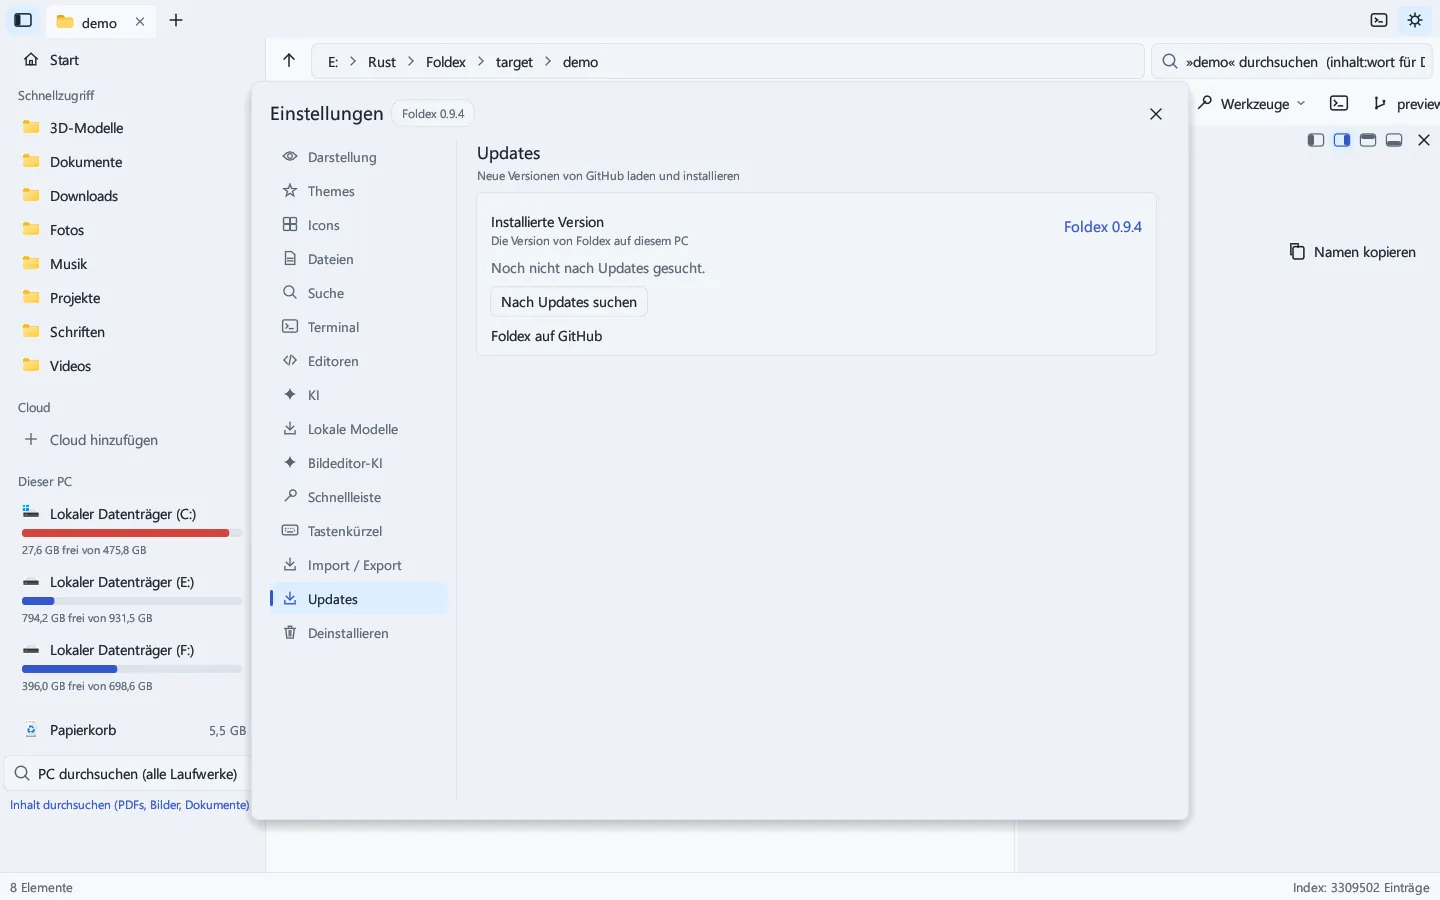 demo
Start
E: Rust Foldex target demo
»demo« durchsuchen (inhalt:wort für
Schnellzugriff
3D-Modelle
Dokumente
Downloads
Fotos
Musik
Projekte
Schriften
Videos
Cloud
Cloud hinzufügen
Dieser PC
Lokaler Datenträger (C:)
27,6 GB frei von 475,8 GB
Lokaler Datenträger (E:)
794,2 GB frei von 931,5 GB
Lokaler Datenträger (F:)
396,0 GB frei von 698,6 GB
Papierkorb 5,5 GB
PC durchsuchen (alle Laufwerke)
Inhalt durchsuchen (PDFs, Bilder, Dokumente)
Einstellungen Foldex 0.9.4
Darstellung
Themes
Icons
Dateien
Suche
Terminal
Editoren
KI
Lokale Modelle
Bildeditor-KI
Schnellleiste
Tastenkürzel
Import / Export
Updates
Deinstallieren
Updates
Neue Versionen von GitHub laden und installieren
Installierte Version
Die Version von Foldex auf diesem PC
Foldex 0.9.4
Noch nicht nach Updates gesucht.
Nach Updates suchen
Foldex auf GitHub
Werkzeuge
preview
Namen kopieren
8 Elemente
Index: 3309502 Einträge